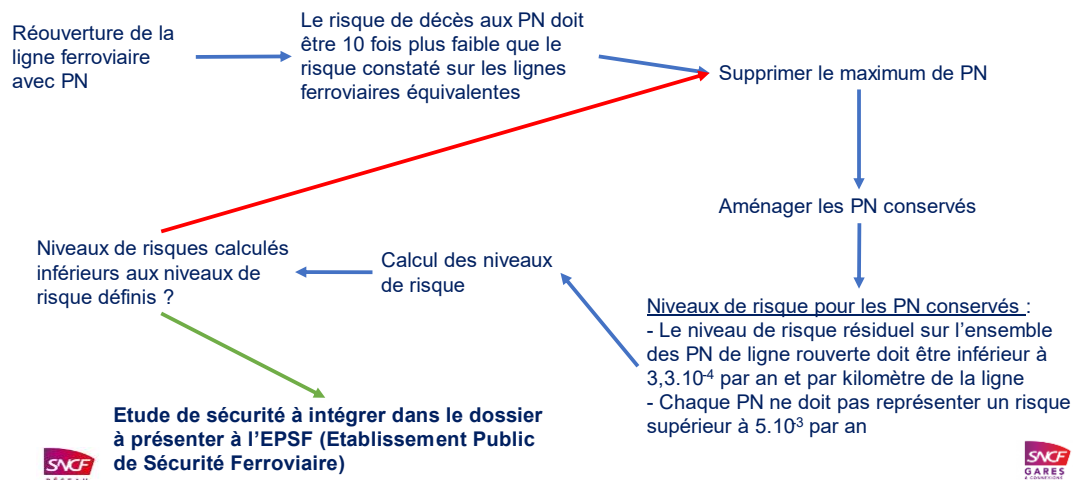 Réouverture de la
ligne ferroviaire
avec PN
Le risque de décès aux PN doit
être 10 fois plus faible que le
risque constaté sur les lignes
ferroviaires équivalentes
Supprimer le maximum de PN
Aménager les PN conservés
Niveaux de risque pour les PN conservés :
- Le niveau de risque résiduel sur l'ensemble
des PN de ligne rouverte doit être inférieur à
3,3.10⁻⁴ par an et par kilomètre de la ligne
- Chaque PN ne doit pas représenter un risque
supérieur à 5.10⁻³ par an
Calcul des niveaux
de risque
Niveaux de risques calculés
inférieurs aux niveaux de
risque définis ?
Etude de sécurité à intégrer dans le dossier
à présenter à l'EPSF (Etablissement Public
de Sécurité Ferroviaire)
SNCF
RÉSEAU
SNCF
GARES
& CONNEXIONS